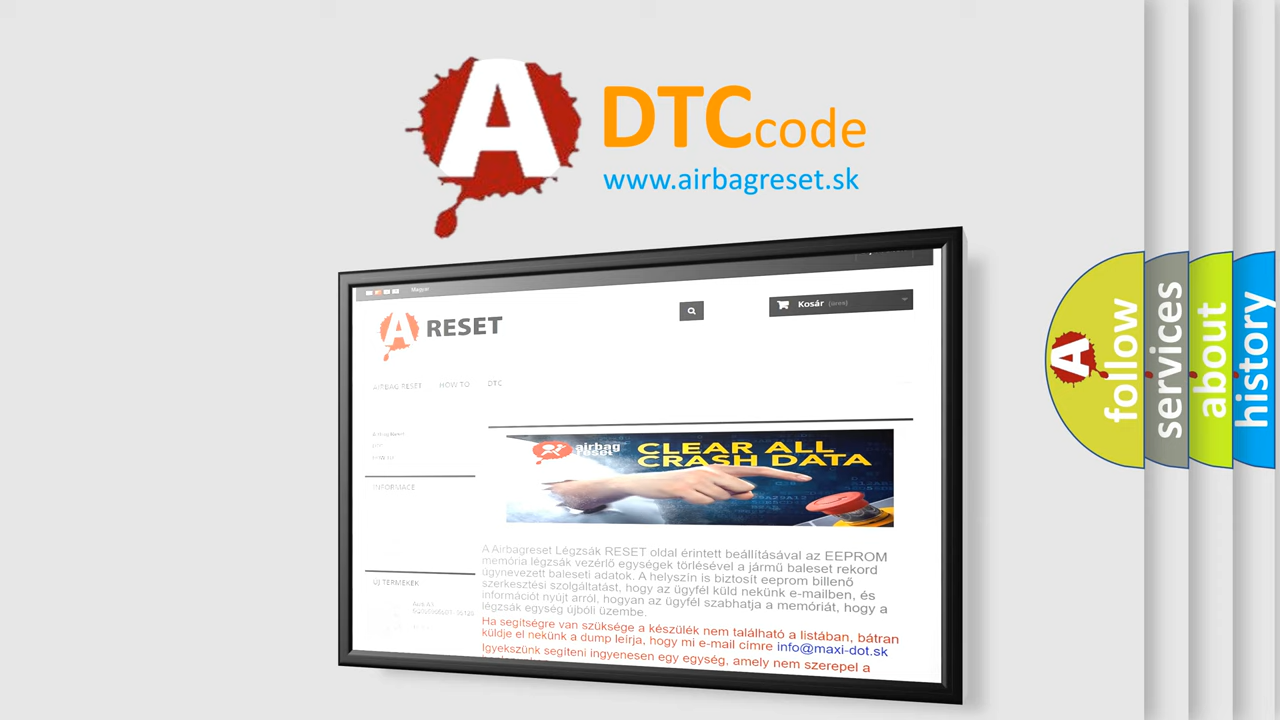 A
DTC code
www.airbagreset.sk
Magyar
A RESET
Kosár (üres)
AIRBAG RESET HOW TO DTC
INFORMACE
ÚJ TERMÉKEK
airbag
reset
CLEAR ALL
CRASH DATA
A Airbagreset Légzsák RESET oldal érintett beállításával az EEPROM
memória légzsák vezérlő egységek törlésével a jármű baleset rekord
úgynevezett baleseti adatok. A helyszín is biztosít eeprom billenő
szerkesztési szolgáltatást, hogy az ügyfél küld nekünk e-mailben, és
információt nyújt arról, hogyan az ügyfél szabhatja a memóriát, hogy a
légzsák egység újbóli üzembe.
Ha segítségre van szüksége a készülék nem található a listában, bátran
küldje el nekünk a dump leírja, hogy mi e-mail címre info@maxi-dot.sk
Igyekszünk segíteni ingyenesen egy egység, amely nem szerepel a
A
follow
services
about
history